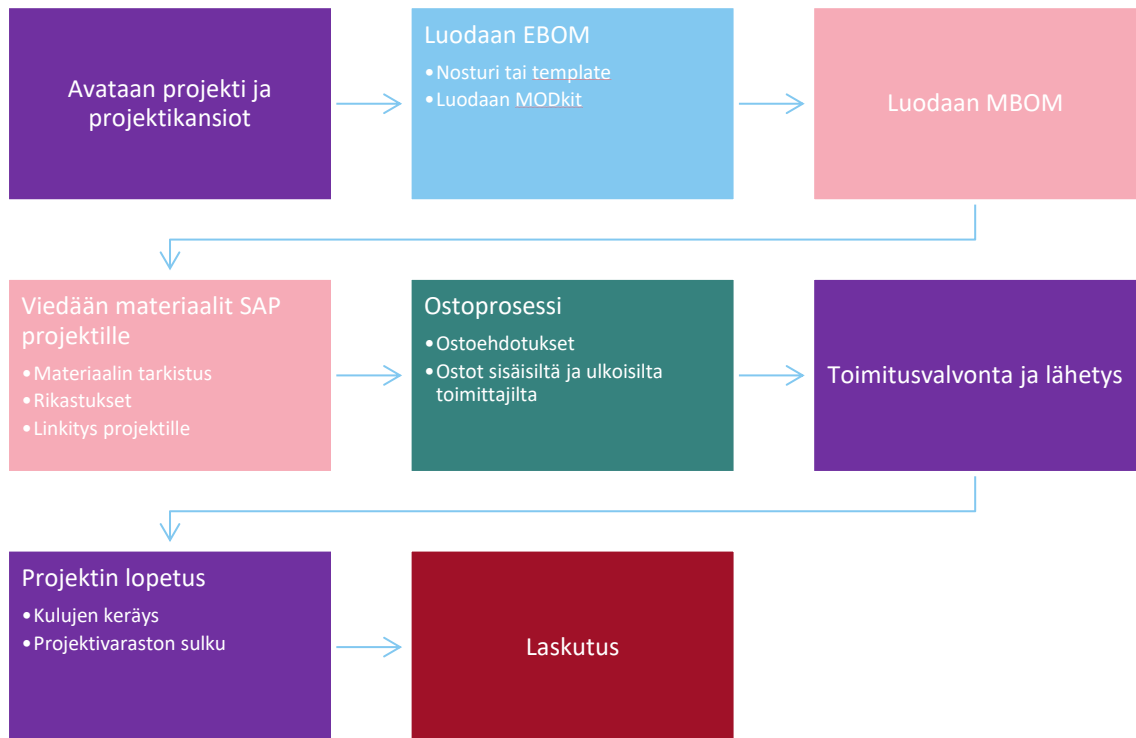 Avataan projekti ja
projektikansiot
Luodaan EBOM
•Nosturi tai template
•Luodaan MODkit
Luodaan MBOM
Viedään materiaalit SAP
projektille
•Materiaalin tarkistus
•Rikastukset
•Linkitys projektille
Ostoprosessi
•Ostoehdotukset
•Ostot sisäisiltä ja ulkoisilta
toimittajilta
Toimitusvalvonta ja lähetys
Projektin lopetus
•Kulujen keräys
•Projektivaraston sulku
Laskutus